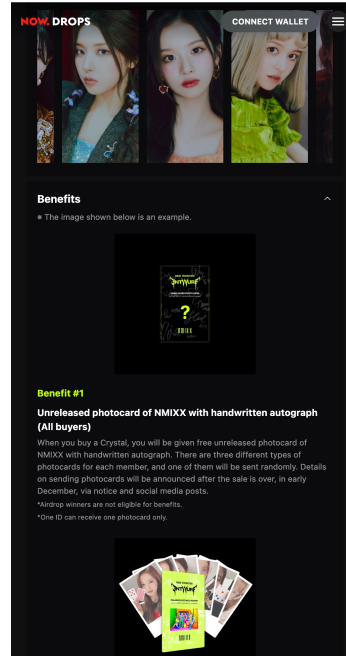 NOW. DROPS
CONNECT WALLET
Benefits
The image shown below is an example.
ENTWURF
?
NMIXX
Benefit #1
Unreleased photocard of NMIXX with handwritten autograph
(All buyers)
When you buy a Crystal, you will be given free unreleased photocard of
NMIXX with handwritten autograph. There are three different types of
photocards for each member, and one of them will be sent randomly. Details
on sending photocards will be announced after the sale is over, in early
December, via notice and social media posts.
*Airdrop winners are not eligible for benefits.
*One ID can receive one photocard only.
ENTWURF
NMIXX